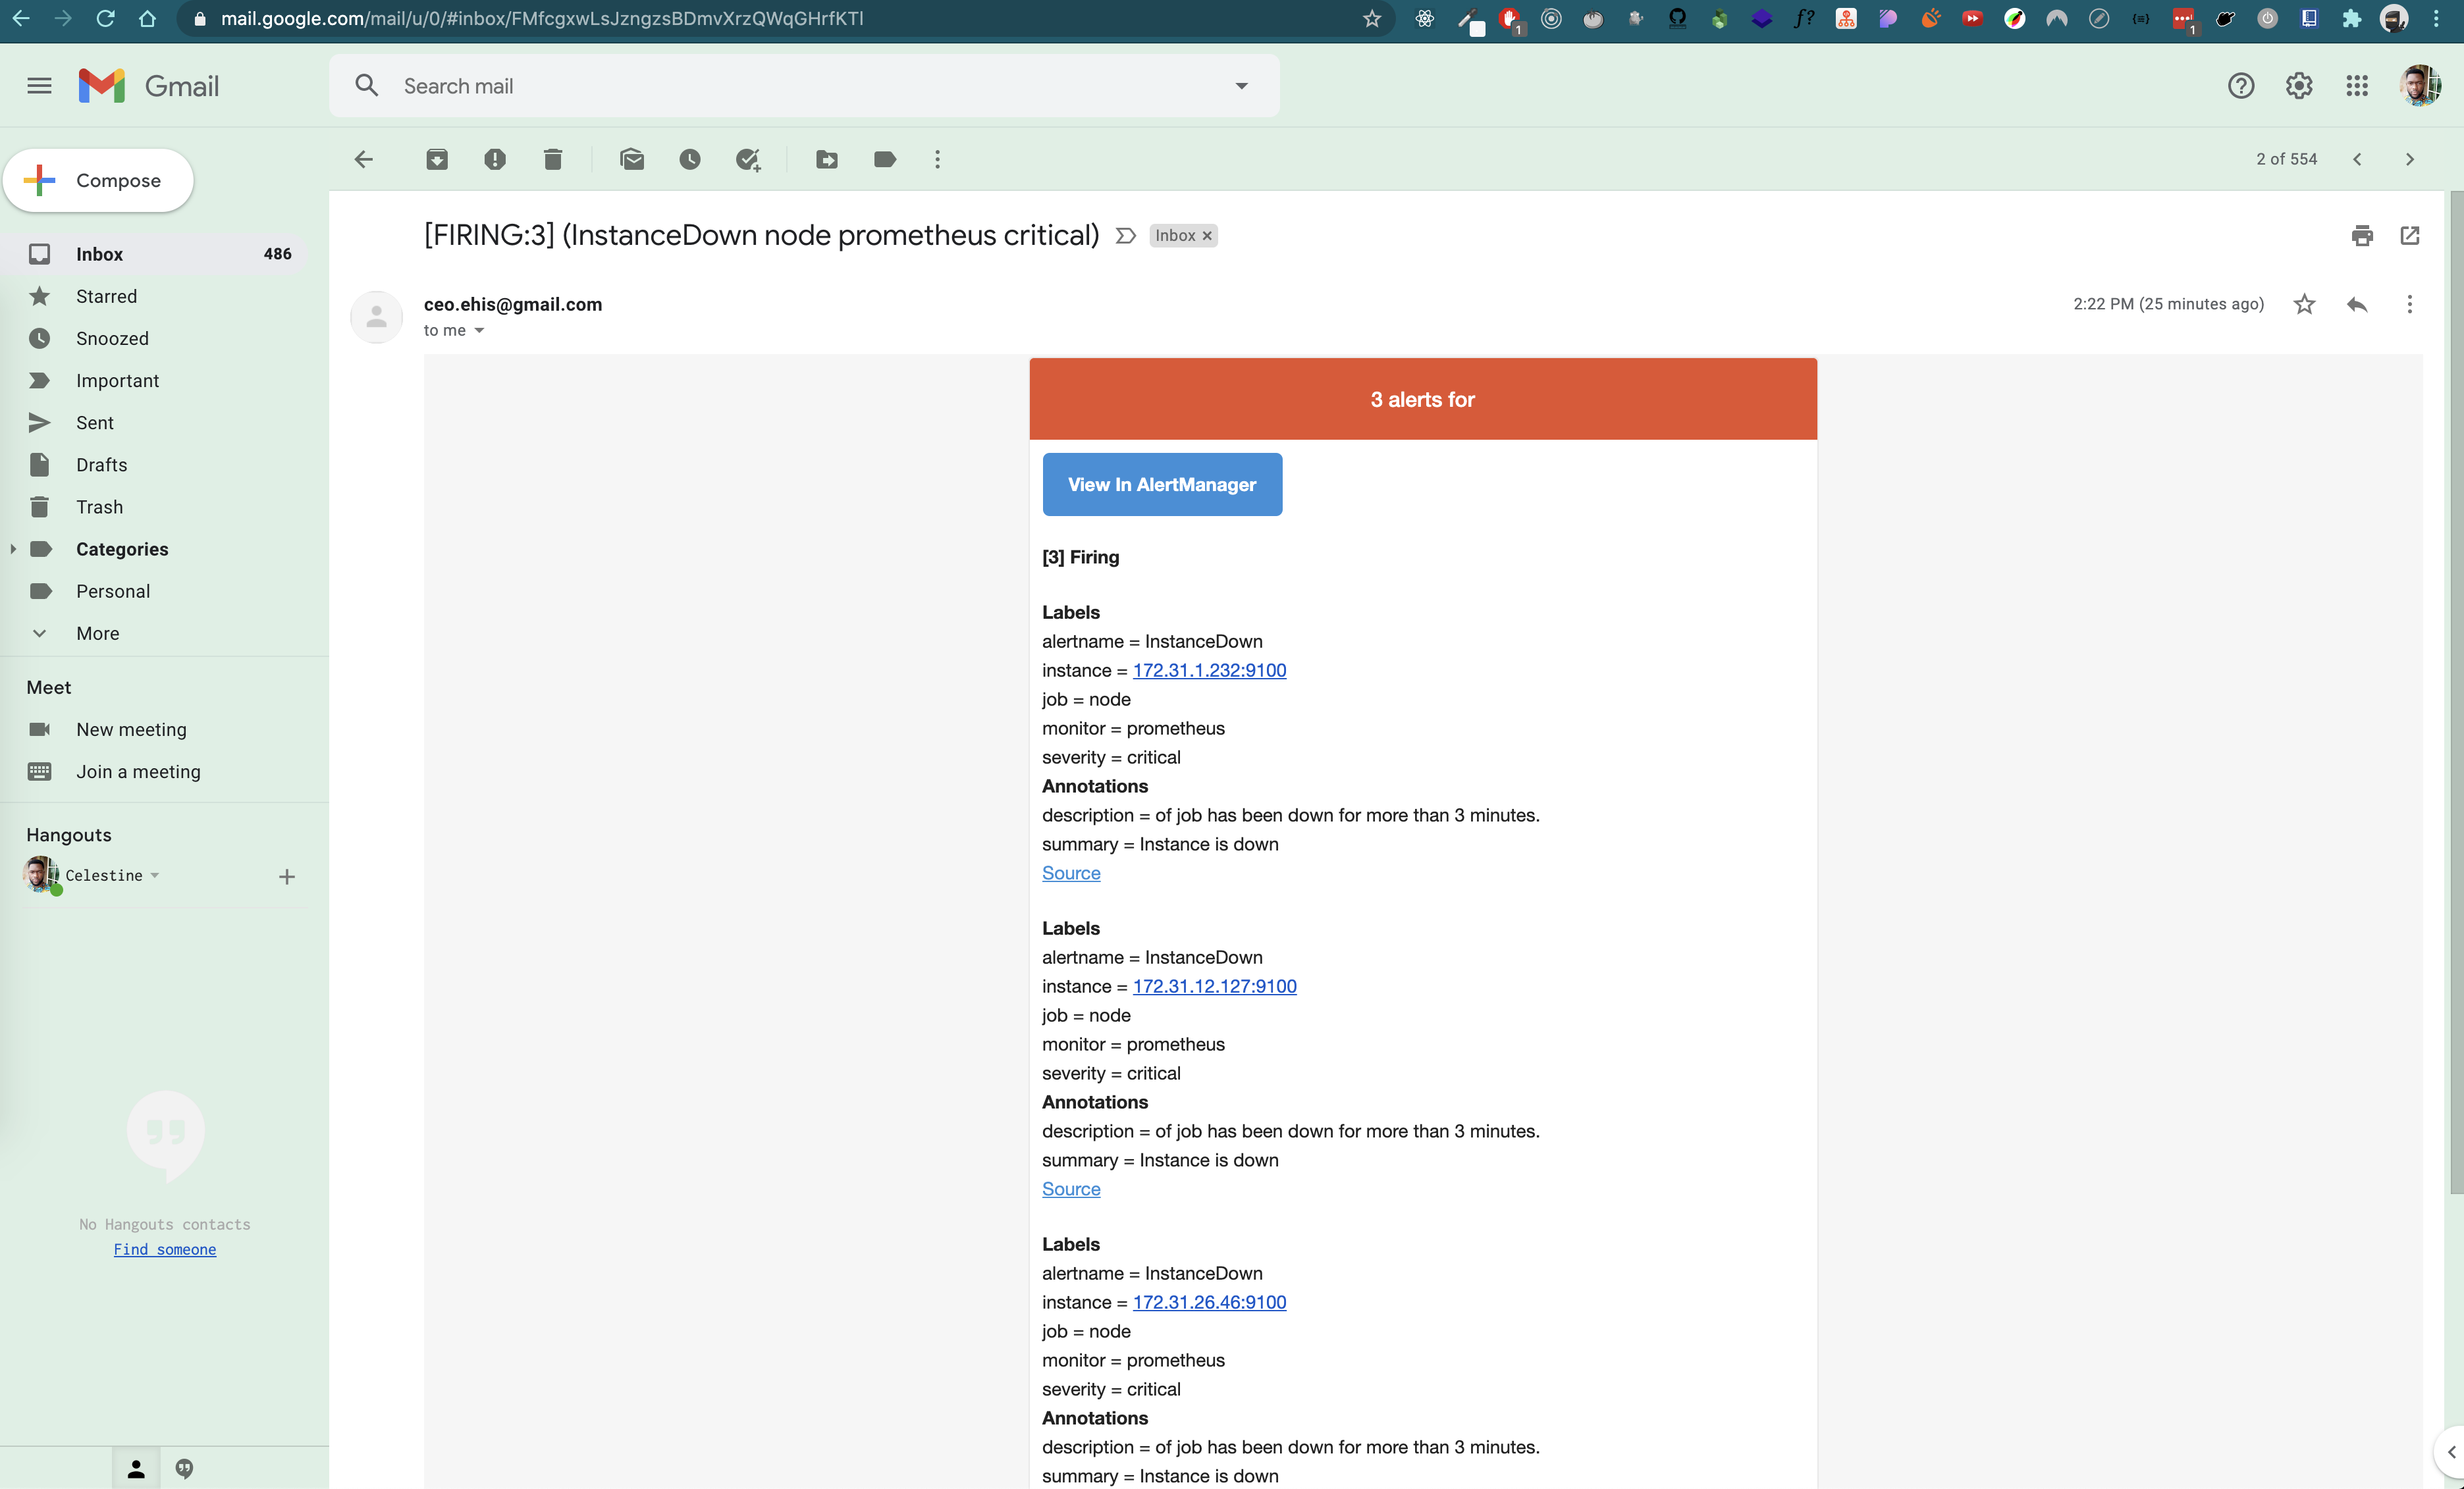 mail.google.com/mail/u/0/#inbox/FMfcgxwLsJzngzsBDmvXrzQWqGHrfKTl
1
f?
1
Gmail
Search mail
Compose
2 of 554
Inbox 486
Starred
Snoozed
Important
Sent
Drafts
Trash
Categories
Personal
More
Meet
New meeting
Join a meeting
Hangouts
Celestine
No Hangouts contacts
Find someone
[FIRING:3] (InstanceDown node prometheus critical)
Inbox ×
ceo.ehis@gmail.com
2:22 PM (25 minutes ago)
to me
3 alerts for
View In AlertManager
[3] Firing
Labels
alertname = InstanceDown
instance = 172.31.1.232:9100
job = node
monitor = prometheus
severity = critical
Annotations
description = of job has been down for more than 3 minutes.
summary = Instance is down
Source
Labels
alertname = InstanceDown
instance = 172.31.12.127:9100
job = node
monitor = prometheus
severity = critical
Annotations
description = of job has been down for more than 3 minutes.
summary = Instance is down
Source
Labels
alertname = InstanceDown
instance = 172.31.26.46:9100
job = node
monitor = prometheus
severity = critical
Annotations
description = of job has been down for more than 3 minutes.
summary = Instance is down